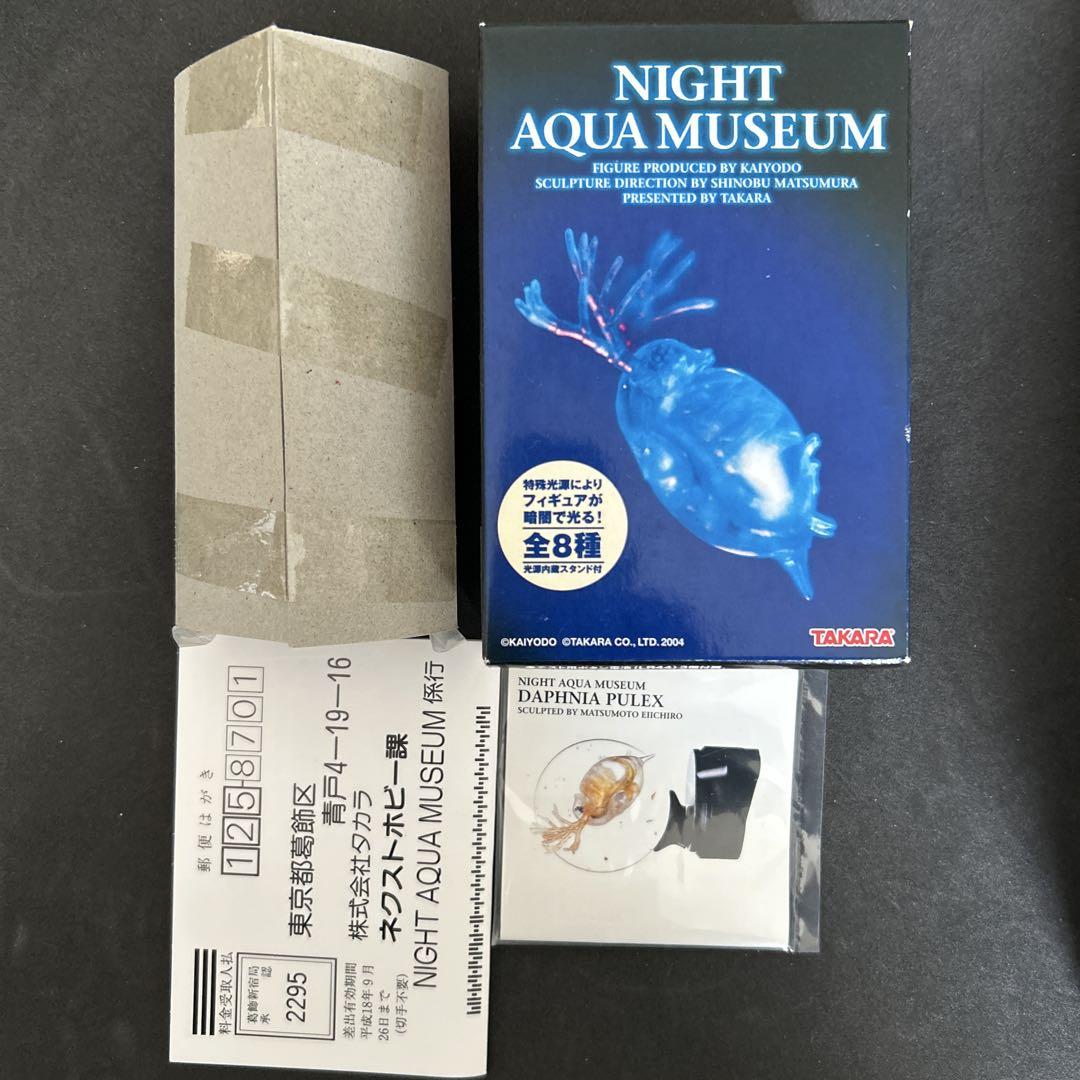 NIGHT
AQUA MUSEUM
FIGURE PRODUCED BY KAIYODO
SCULPTURE DIRECTION BY SHINOBU MATSUMURA
PRESENTED BY TAKARA
特殊光源により
フィギュアが
暗闇で光る!
全8種
光源内蔵スタンド付
©KAIYODO ©TAKARA CO., LTD. 2004
TAKARA
NIGHT AQUA MUSEUM
DAPHNIA PULEX
SCULPTED BY MATSUMOTO EIICHIRO
郵便はがき
125-8701
東京都葛飾区
青戸4-19-16
株式会社タカラ
ネクストホビー課
NIGHT AQUA MUSEUM 係行
料金受取人払
葛飾新宿局
承認
2295
差出有効期間
平成18年9月
26日まで
(切手不要)